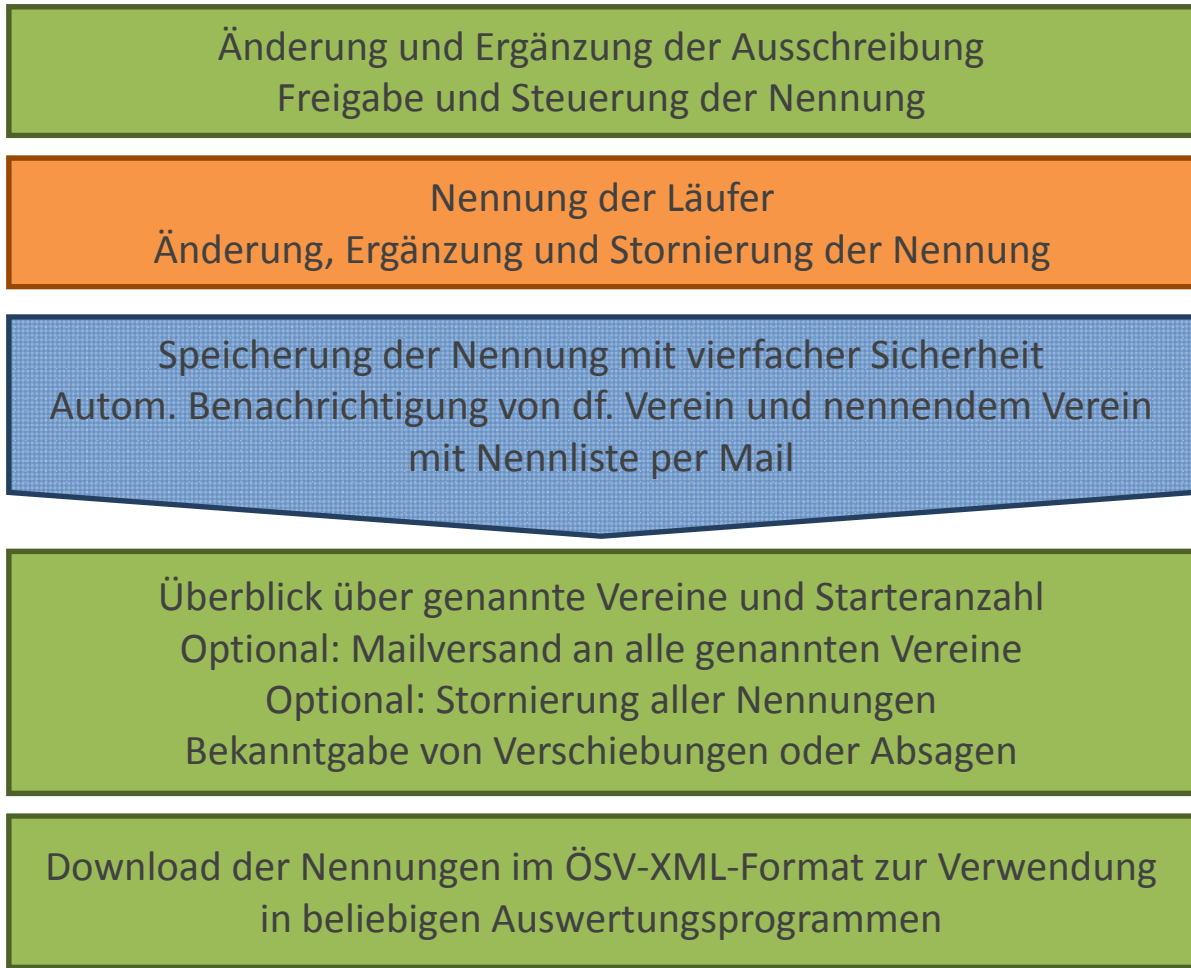 Änderung und Ergänzung der Ausschreibung
Freigabe und Steuerung der Nennung
Nennung der Läufer
Änderung, Ergänzung und Stornierung der Nennung
Speicherung der Nennung mit vierfacher Sicherheit
Autom. Benachrichtigung von df. Verein und nennendem Verein
mit Nennliste per Mail
Überblick über genannte Vereine und Starteranzahl
Optional: Mailversand an alle genannten Vereine
Optional: Stornierung aller Nennungen
Bekanntgabe von Verschiebungen oder Absagen
Download der Nennungen im ÖSV-XML-Format zur Verwendung
in beliebigen Auswertungsprogrammen